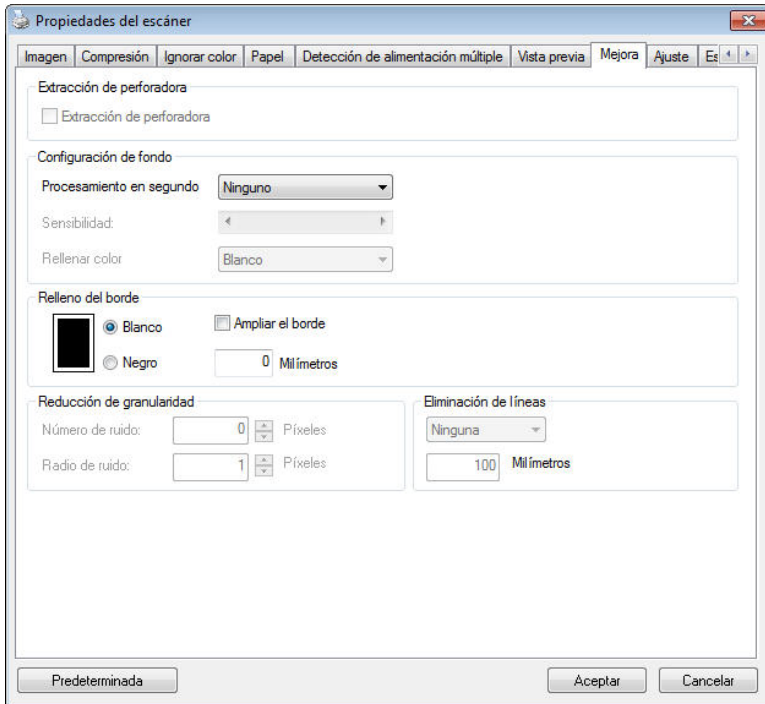 Propiedades del escáner
Imagen Compresión Ignorar color Papel Detección de alimentación múltiple Vista previa Mejora Ajuste Es
Extracción de perforadora
Extracción de perforadora
Configuración de fondo
Procesamiento en segundo Ninguno
Sensibilidad:
Rellenar color Blanco
Relleno del borde
Blanco Ampliar el borde
Negro 0 Milímetros
Reducción de granularidad Eliminación de líneas
Número de ruido: 0 Píxeles Ninguna
Radio de ruido: 1 Píxeles 100 Milímetros
Predeterminada Aceptar Cancelar